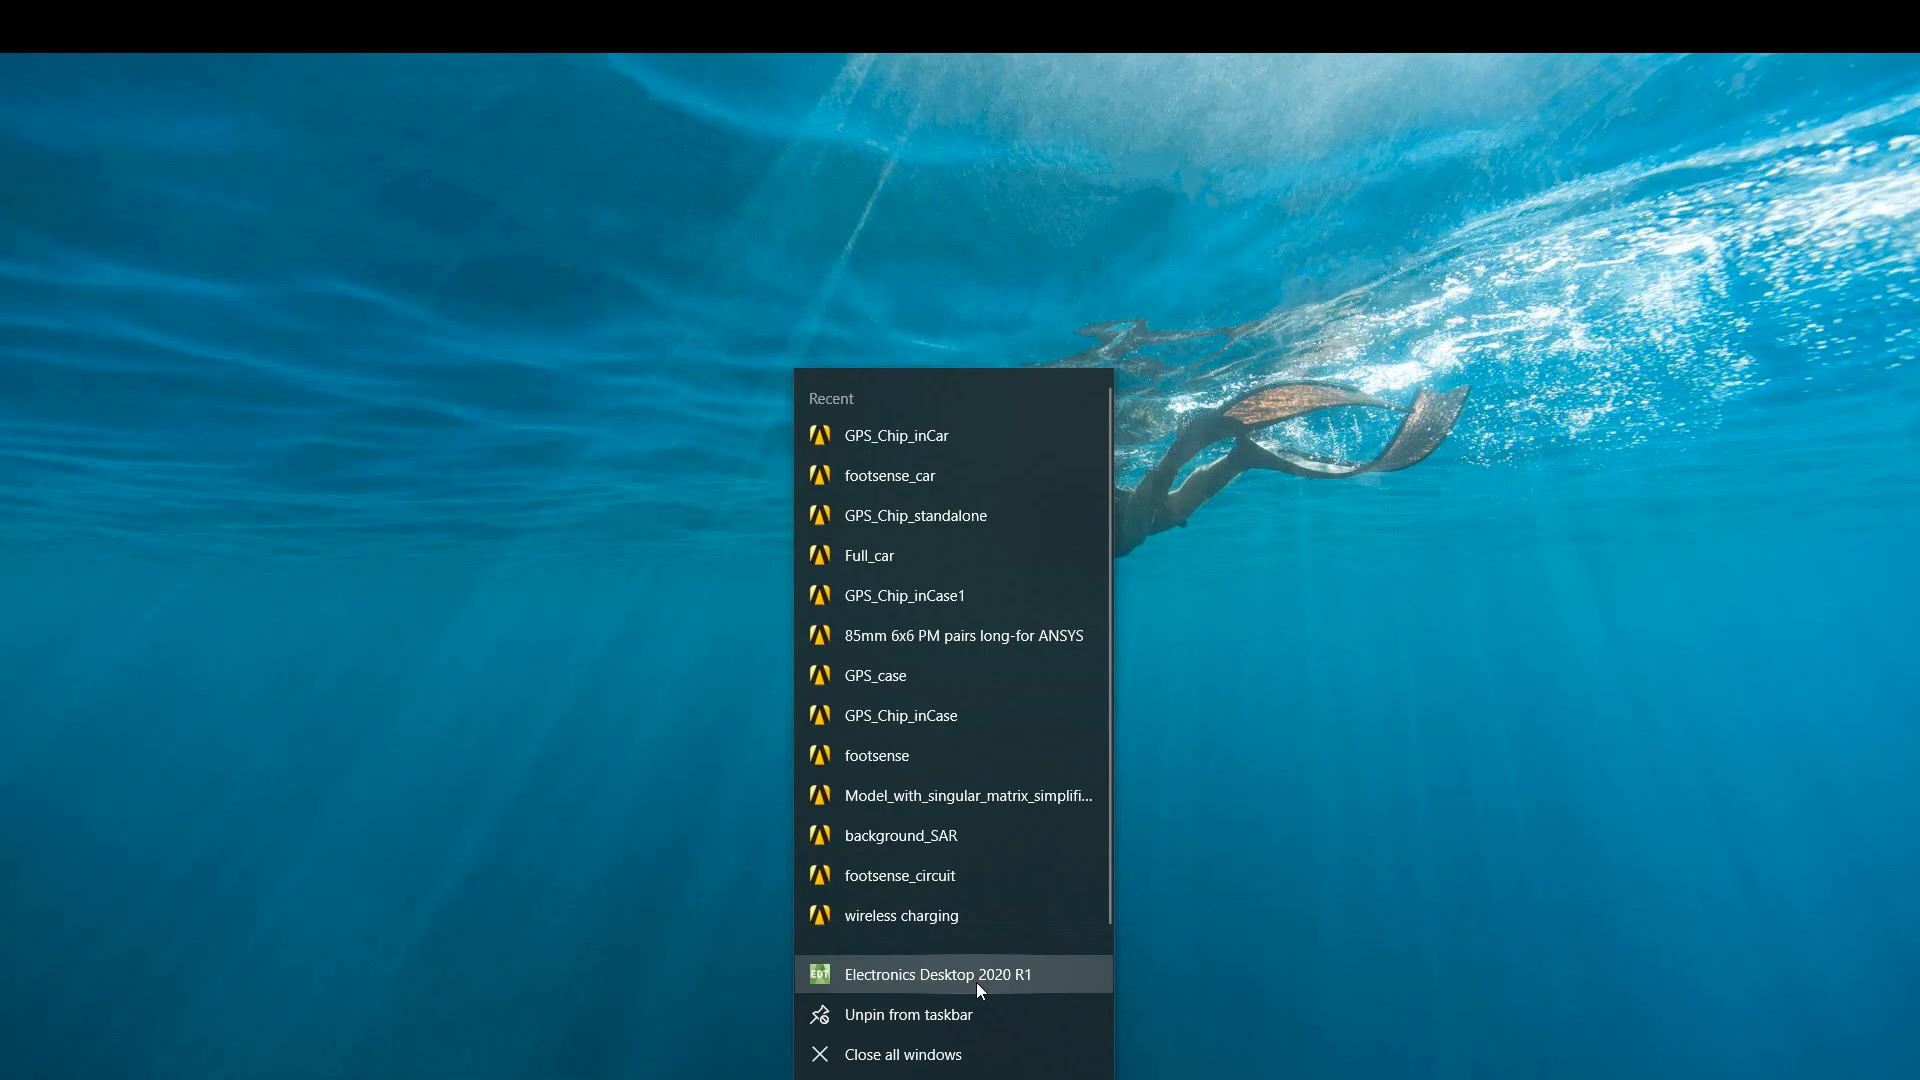 Recent
GPS_Chip_inCar
footsense_car
GPS_Chip_standalone
Full_car
GPS_Chip_inCase1
85mm 6x6 PM pairs long-for ANSYS
GPS_case
GPS_Chip_inCase
footsense
Model_with_singular_matrix_simplifi...
background_SAR
footsense_circuit
wireless charging
EDT Electronics Desktop 2020 R1
Unpin from taskbar
Close all windows